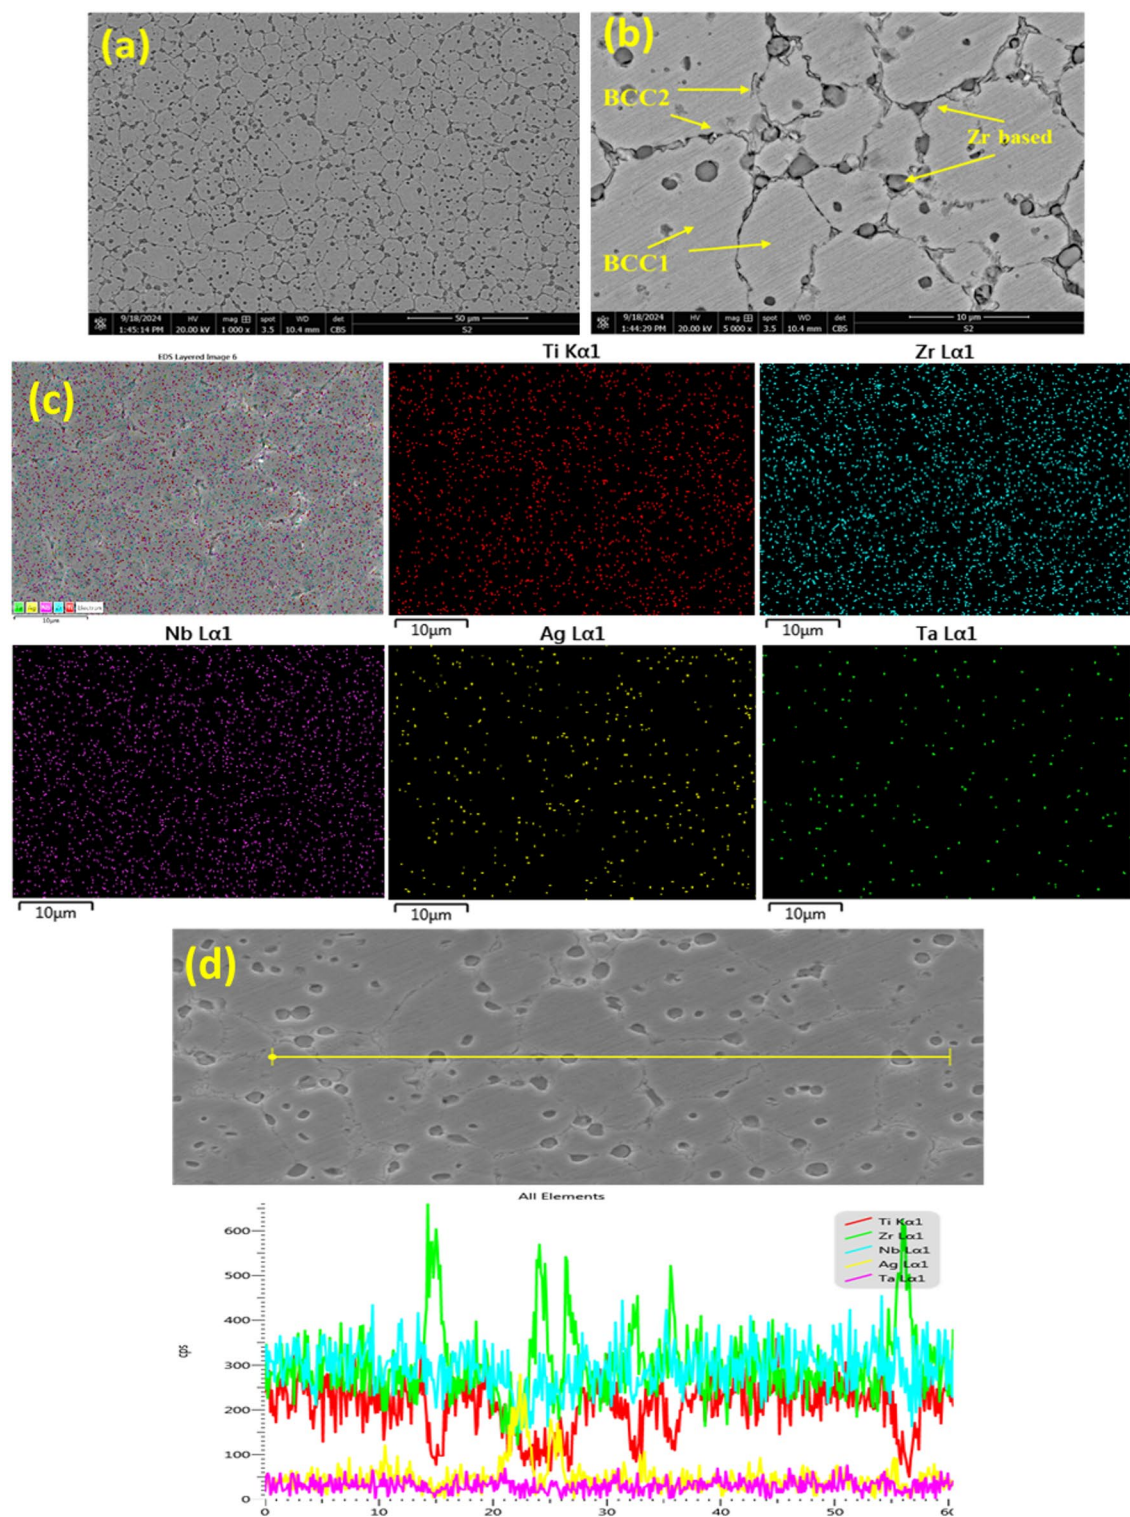 (a)
9/18/2024 HV mag spot WD det 50 µm
1:45:14 PM 20.00 kV 1 000 x 3.5 10.4 mm CBS S2
(b)
BCC2
Zr based
BCC1
9/18/2024 HV mag spot WD det 10 µm
1:44:29 PM 20.00 kV 5 000 x 3.5 10.4 mm CBS S2
EDS Layered Image 6
(c)
Electron
10µm
Ti Kα1
10µm
Zr Lα1
10µm
Nb Lα1
10µm
Ag Lα1
10µm
Ta Lα1
10µm
(d)
All Elements
Ti Kα1
Zr Lα1
Nb Lα1
Ag Lα1
Ta Lα1
600
500
400
300
200
100
0
cps
0 10 20 30 40 50